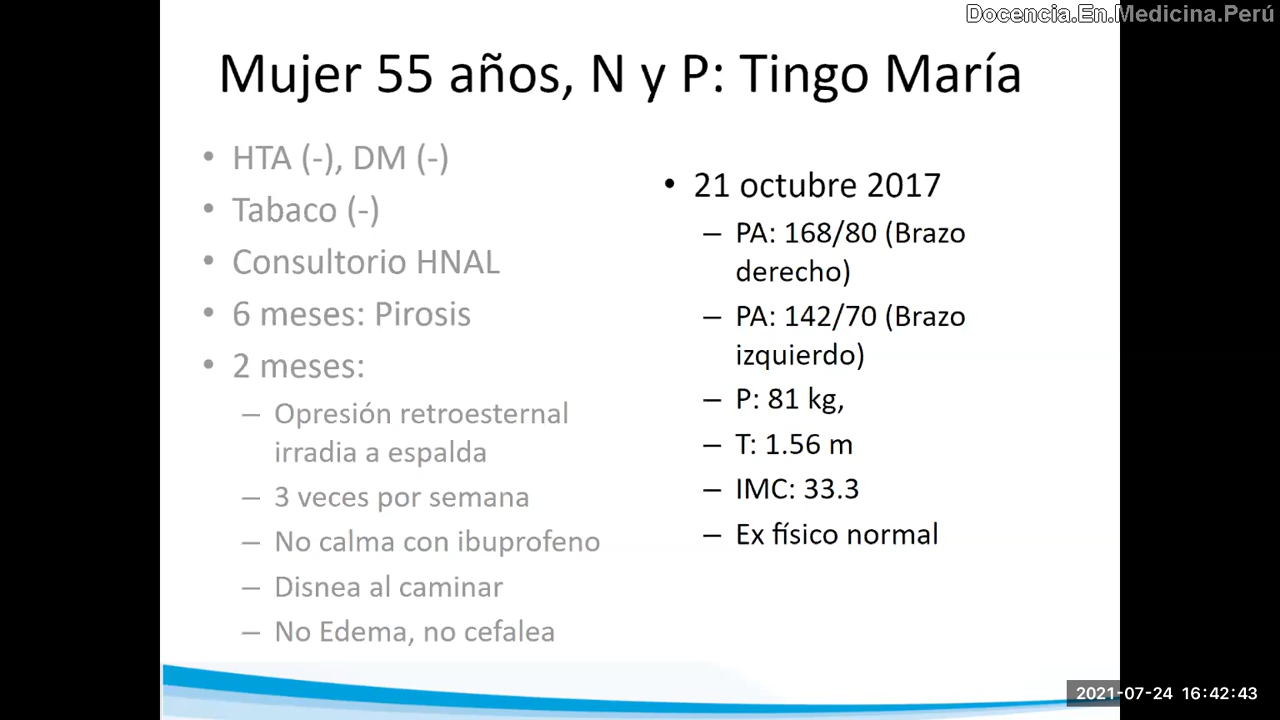 Docencia.En.Medicina.Perú
Mujer 55 años, N y P: Tingo María
• HTA (-), DM (-)
• Tabaco (-)
• Consultorio HNAL
• 6 meses: Pirosis
• 2 meses:
– Opresión retroesternal
irradia a espalda
– 3 veces por semana
– No calma con ibuprofeno
– Disnea al caminar
– No Edema, no cefalea
• 21 octubre 2017
– PA: 168/80 (Brazo
derecho)
– PA: 142/70 (Brazo
izquierdo)
– P: 81 kg,
– T: 1.56 m
– IMC: 33.3
– Ex físico normal
2021-07-24 16:42:43